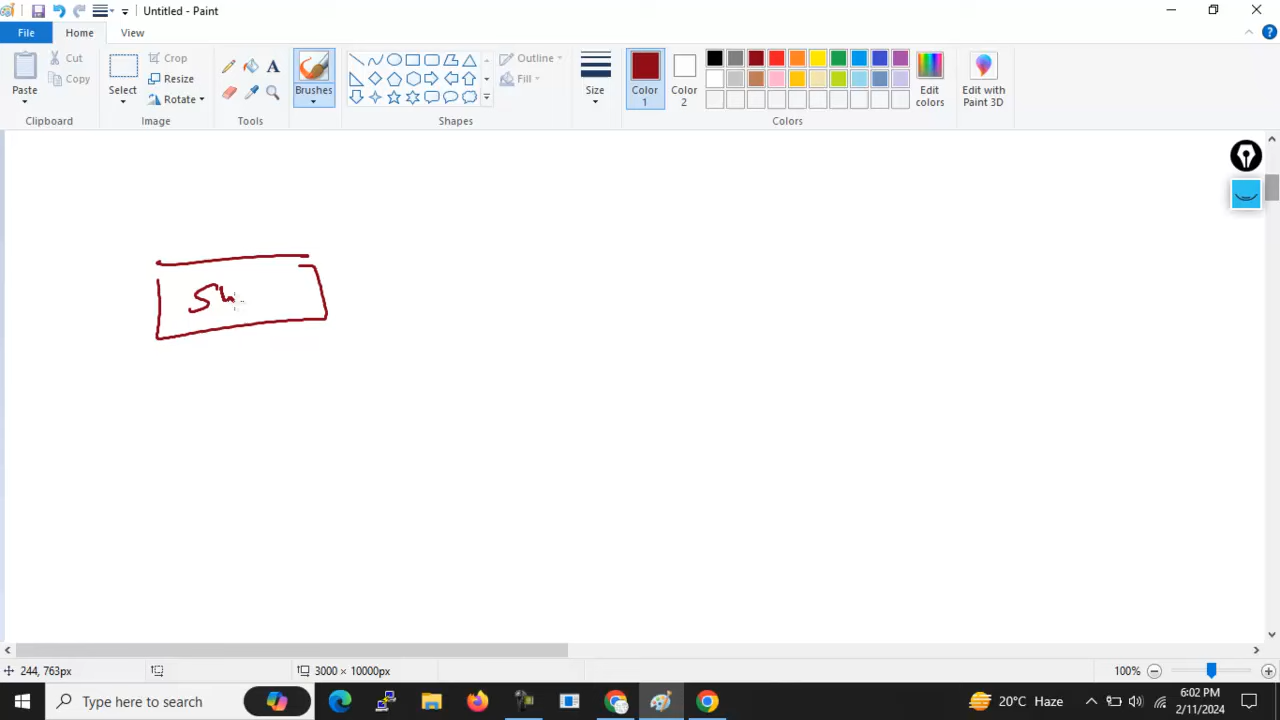 Untitled - Paint
File
Home
View
Paste
Cut
Copy
Clipboard
Select
Crop
Resize
Rotate
Image
A
Tools
Brushes
Outline
Fill
Shapes
Size
Color 1
Color 2
Edit colors
Edit with Paint 3D
Colors
Sh
244, 763px
3000 × 10000px
100%
Type here to search
20°C Haze
6:02 PM
2/11/2024